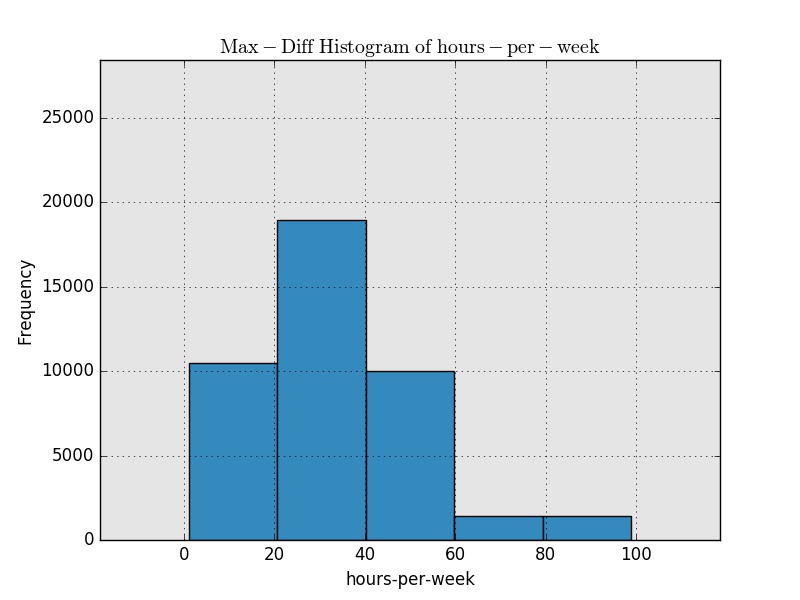 Max − Diff Histogram of hours − per − week
25000
20000
15000
10000
5000
0
Frequency
0 20 40 60 80 100
hours-per-week